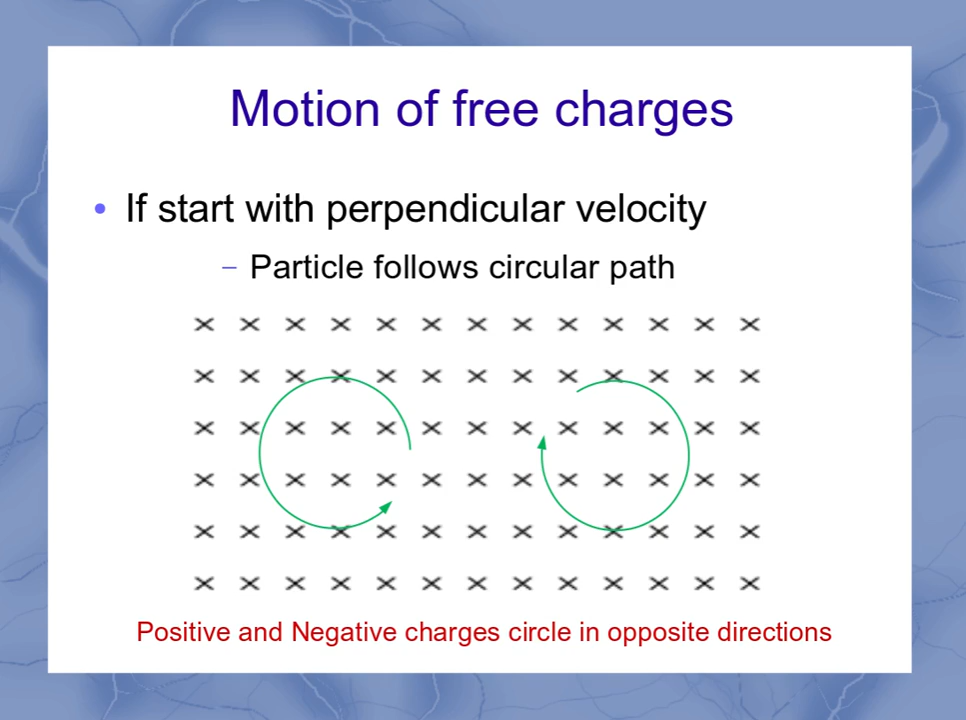 Motion of free charges
• If start with perpendicular velocity
– Particle follows circular path
× × × × × × × × × × × × ×
× × × × × × × × × × × × ×
× × × × × × × × × × × × ×
× × × × × × × × × × × × ×
× × × × × × × × × × × × ×
× × × × × × × × × × × × ×
Positive and Negative charges circle in opposite directions